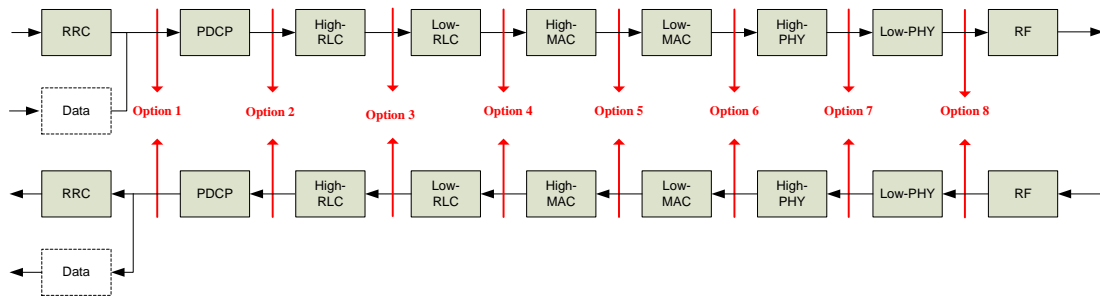 RRC
PDCP
High-
RLC
Low-
RLC
High-
MAC
Low-
MAC
High-
PHY
Low-PHY
RF
Data
Option 1
Option 2
Option 3
Option 4
Option 5
Option 6
Option 7
Option 8
RRC
PDCP
High-
RLC
Low-
RLC
High-
MAC
Low-
MAC
High-
PHY
Low-PHY
RF
Data